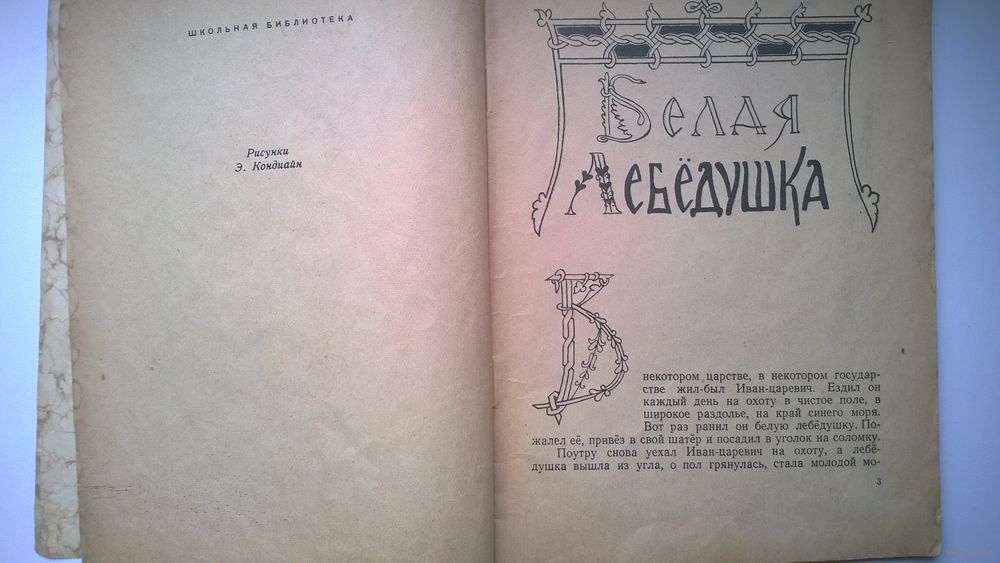 ШКОЛЬНАЯ БИБЛИОТЕКА
Рисунки
Э. Кондиайн
БЕЛАЯ
ЛЕБЁДУШКА
В
некотором царстве, в некотором государ-
стве жил-был Иван-царевич. Ездил он
каждый день на охоту в чистое поле, в
широкое раздолье, на край синего моря.
Вот раз ранил он белую лебёдушку. По-
жалел её, привёз в свой шатёр и посадил в уголок на соломку.
Поутру снова уехал Иван-царевич на охоту, а лебё-
душка вышла из угла, о пол грянулась, стала молодой мо-
3